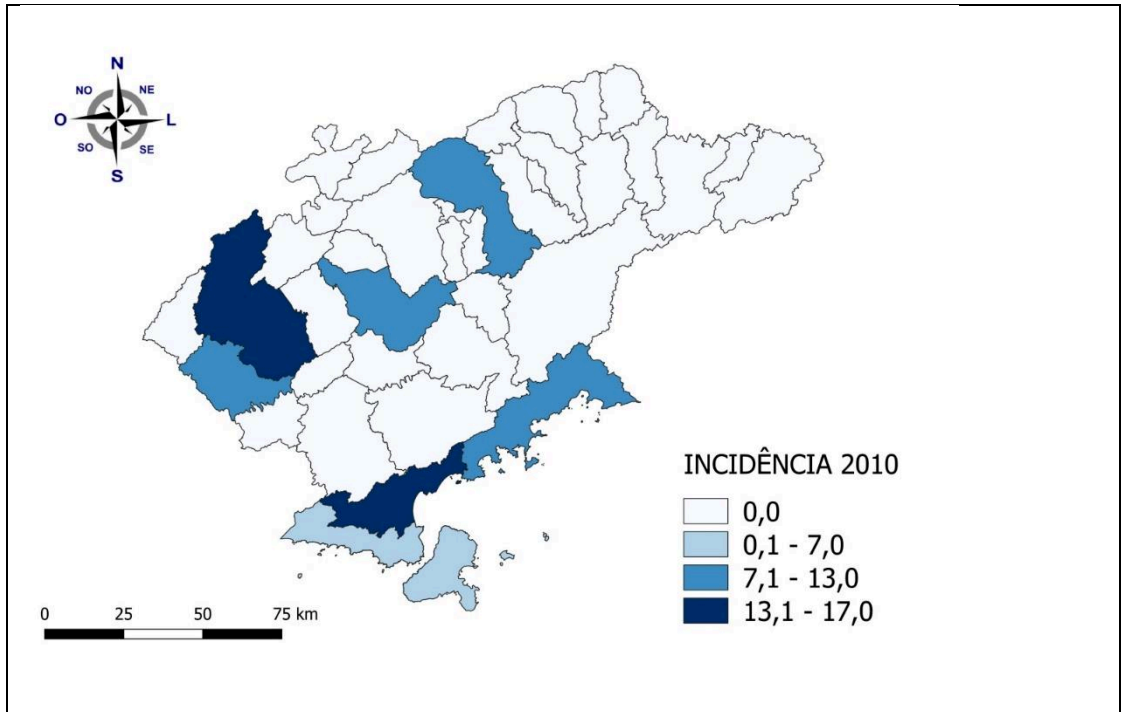 N
NO NE
O L
SO SE
S
INCIDÊNCIA 2010
0,0
0,1 - 7,0
7,1 - 13,0
13,1 - 17,0
0 25 50 75 km